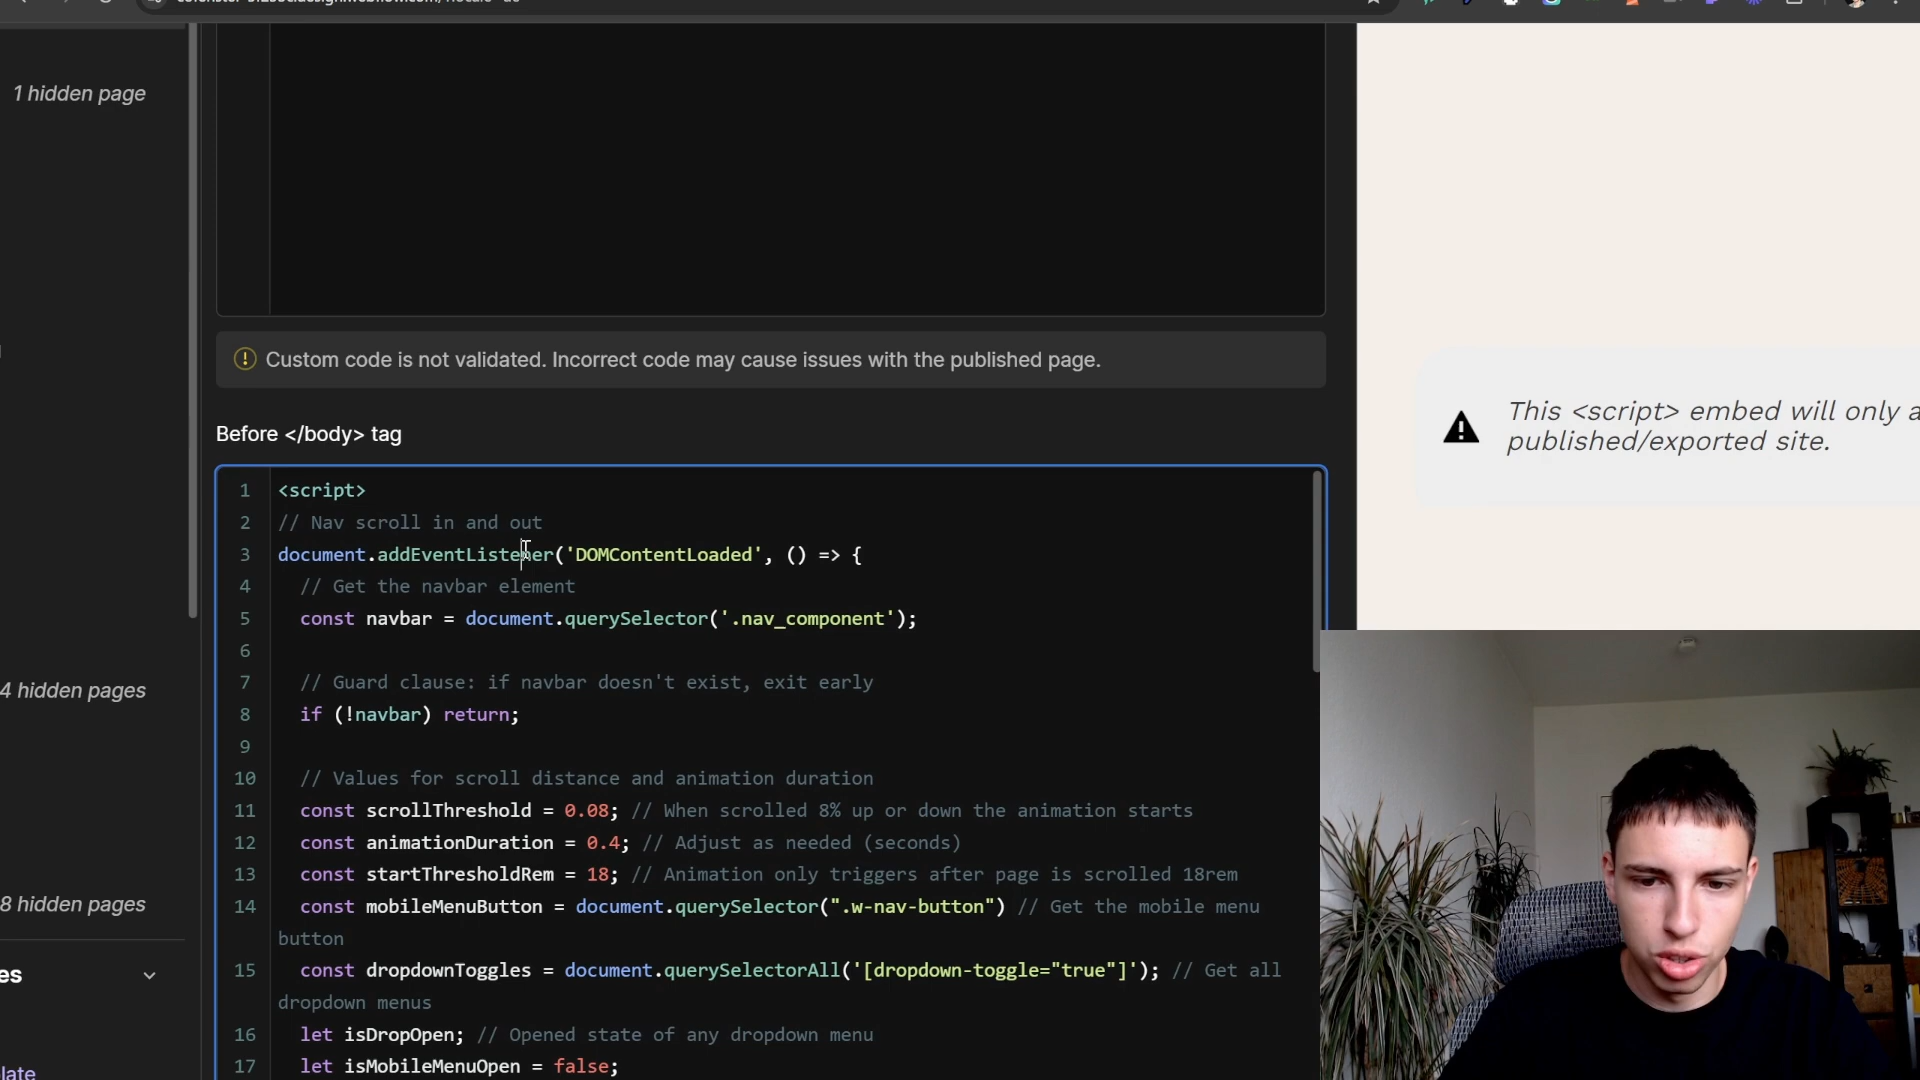 1 hidden page
Custom code is not validated. Incorrect code may cause issues with the published page.
Before </body> tag
This <script> embed will only a
published/exported site.
1 <script>
2 // Nav scroll in and out
3 document.addEventListener('DOMContentLoaded', () => {
4 // Get the navbar element
5 const navbar = document.querySelector('.nav_component');
6
7 // Guard clause: if navbar doesn't exist, exit early
8 if (!navbar) return;
9
10 // Values for scroll distance and animation duration
11 const scrollThreshold = 0.08; // When scrolled 8% up or down the animation starts
12 const animationDuration = 0.4; // Adjust as needed (seconds)
13 const startThresholdRem = 18; // Animation only triggers after page is scrolled 18rem
14 const mobileMenuButton = document.querySelector(".w-nav-button") // Get the mobile menu
button
15 const dropdownToggles = document.querySelectorAll('[dropdown-toggle="true"]'); // Get all
dropdown menus
16 let isDropOpen; // Opened state of any dropdown menu
17 let isMobileMenuOpen = false;
4 hidden pages
8 hidden pages
es
late